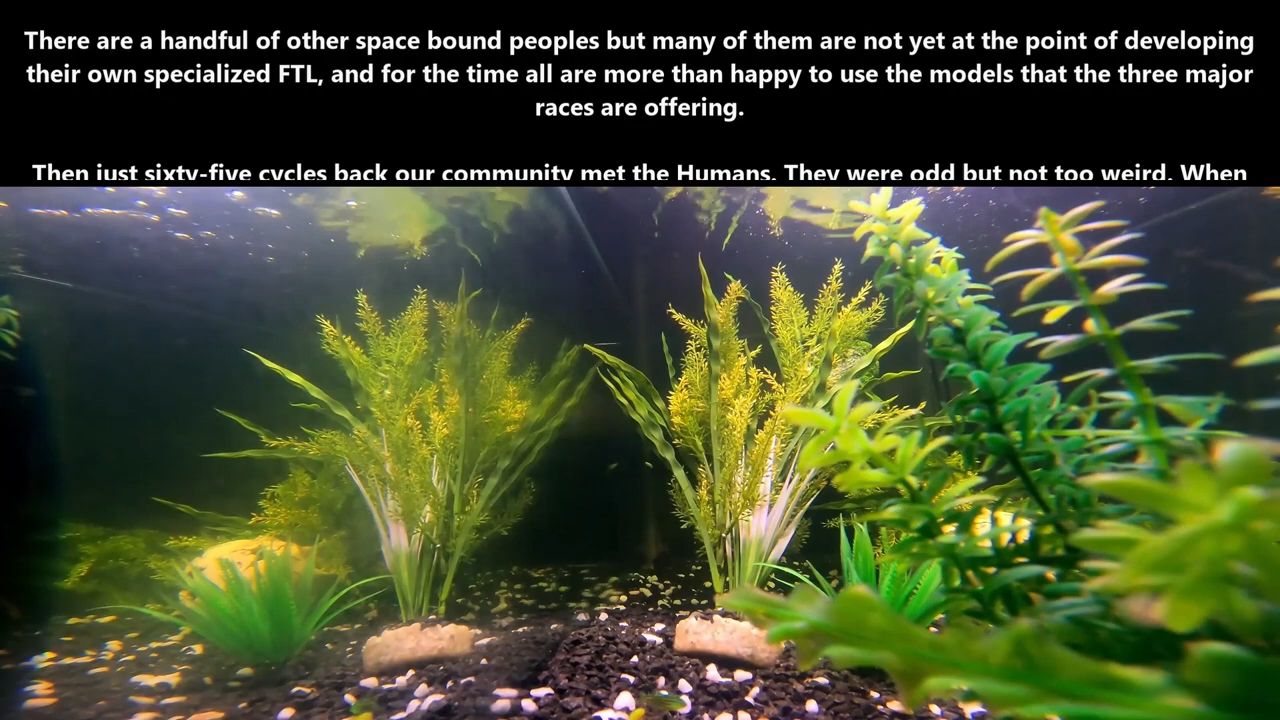 There are a handful of other space bound peoples but many of them are not yet at the point of developing
their own specialized FTL, and for the time all are more than happy to use the models that the three major
races are offering.
Then just sixty-five cycles back our community met the Humans. They were odd but not too weird. When